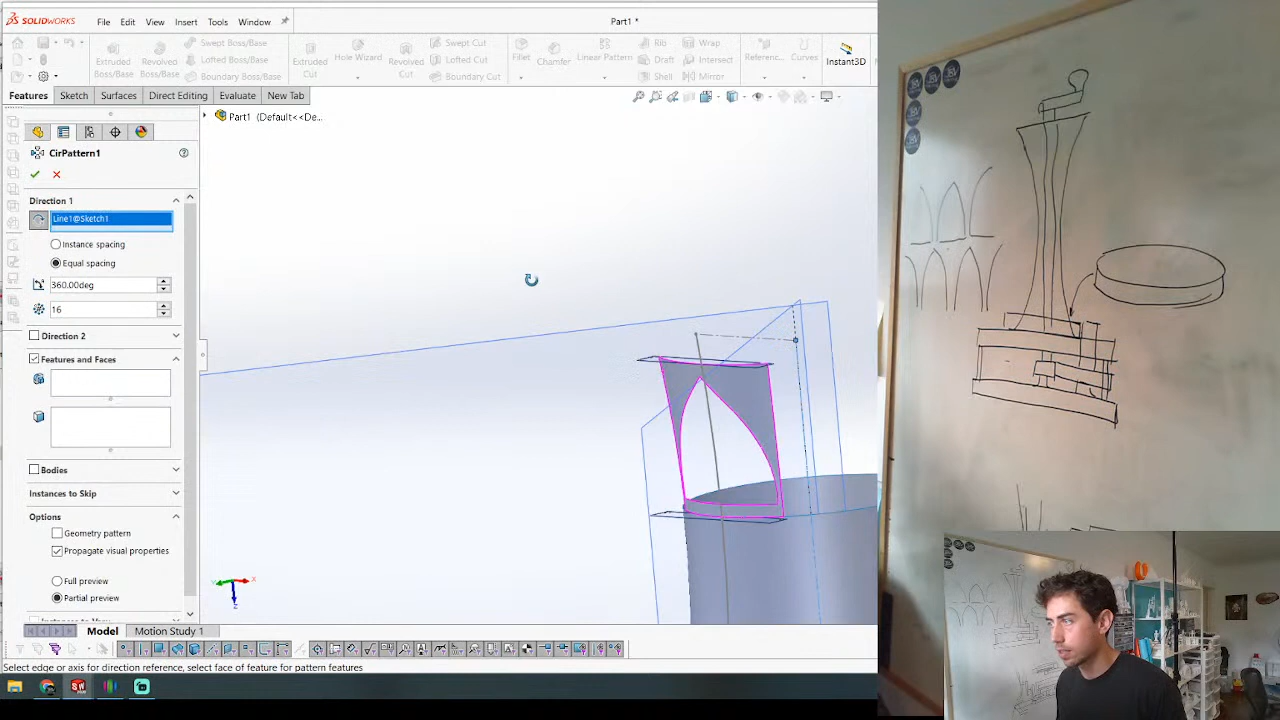 SOLIDWORKS File Edit View Insert Tools Window Part1 *
Extruded Boss/Base Revolved Boss/Base Swept Boss/Base Lofted Boss/Base Boundary Boss/Base Extruded Cut Hole Wizard Revolved Cut Swept Cut Lofted Cut Boundary Cut Fillet Chamfer Linear Pattern Rib Draft Shell Wrap Intersect Mirror Referenc... Curves Instant3D
Features Sketch Surfaces Direct Editing Evaluate New Tab
Part1 (Default<<De...
CirPattern1
Direction 1
Line1@Sketch1
Instance spacing
Equal spacing
360.00deg
16
Direction 2
Features and Faces
Bodies
Instances to Skip
Options
Geometry pattern
Propagate visual properties
Full preview
Partial preview
Model Motion Study 1
Select edge or axis for direction reference, select face of feature for pattern features